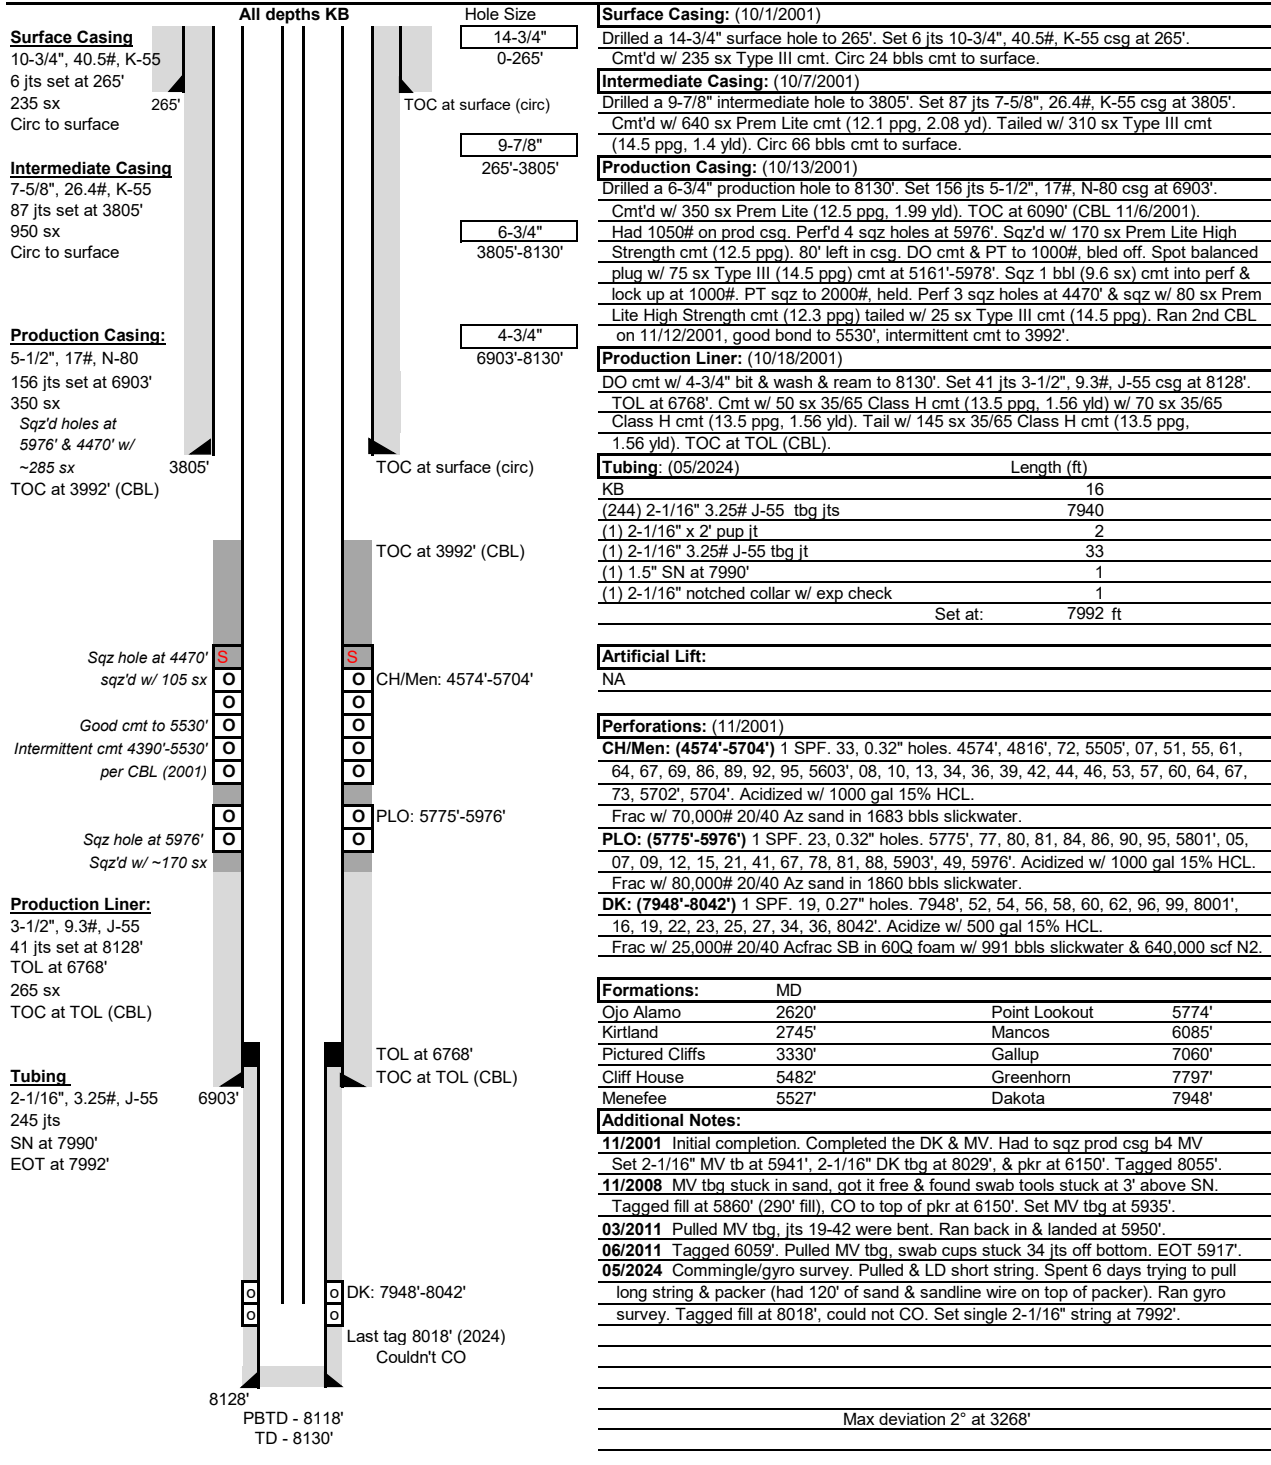 All depths KB
Hole Size
Surface Casing
10-3/4", 40.5#, K-55
6 jts set at 265'
235 sx
Circ to surface
265'
14-3/4"
0-265'
TOC at surface (circ)
9-7/8"
265'-3805'
Intermediate Casing
7-5/8", 26.4#, K-55
87 jts set at 3805'
950 sx
Circ to surface
6-3/4"
3805'-8130'
4-3/4"
6903'-8130'
Production Casing:
5-1/2", 17#, N-80
156 jts set at 6903'
350 sx
Sqz'd holes at
5976' & 4470' w/
~285 sx
TOC at 3992' (CBL)
3805'
TOC at surface (circ)
TOC at 3992' (CBL)
Sqz hole at 4470'
sqz'd w/ 105 sx
S S
O O CH/Men: 4574'-5704'
O O
Good cmt to 5530' O O
Intermittent cmt 4390'-5530' O O
per CBL (2001) O O
O O PLO: 5775'-5976'
Sqz hole at 5976' O O
Sqz'd w/ ~170 sx
Production Liner:
3-1/2", 9.3#, J-55
41 jts set at 8128'
TOL at 6768'
265 sx
TOC at TOL (CBL)
TOL at 6768'
TOC at TOL (CBL)
6903'
Tubing
2-1/16", 3.25#, J-55
245 jts
SN at 7990'
EOT at 7992'
o o DK: 7948'-8042'
o o
Last tag 8018' (2024)
Couldn't CO
8128'
PBTD - 8118'
TD - 8130'
Surface Casing: (10/1/2001)
Drilled a 14-3/4" surface hole to 265'. Set 6 jts 10-3/4", 40.5#, K-55 csg at 265'.
Cmt'd w/ 235 sx Type III cmt. Circ 24 bbls cmt to surface.
Intermediate Casing: (10/7/2001)
Drilled a 9-7/8" intermediate hole to 3805'. Set 87 jts 7-5/8", 26.4#, K-55 csg at 3805'.
Cmt'd w/ 640 sx Prem Lite cmt (12.1 ppg, 2.08 yd). Tailed w/ 310 sx Type III cmt
(14.5 ppg, 1.4 yld). Circ 66 bbls cmt to surface.
Production Casing: (10/13/2001)
Drilled a 6-3/4" production hole to 8130'. Set 156 jts 5-1/2", 17#, N-80 csg at 6903'.
Cmt'd w/ 350 sx Prem Lite (12.5 ppg, 1.99 yld). TOC at 6090' (CBL 11/6/2001).
Had 1050# on prod csg. Perf'd 4 sqz holes at 5976'. Sqz'd w/ 170 sx Prem Lite High
Strength cmt (12.5 ppg). 80' left in csg. DO cmt & PT to 1000#, bled off. Spot balanced
plug w/ 75 sx Type III (14.5 ppg) cmt at 5161'-5978'. Sqz 1 bbl (9.6 sx) cmt into perf &
lock up at 1000#. PT sqz to 2000#, held. Perf 3 sqz holes at 4470' & sqz w/ 80 sx Prem
Lite High Strength cmt (12.3 ppg) tailed w/ 25 sx Type III cmt (14.5 ppg). Ran 2nd CBL
on 11/12/2001, good bond to 5530', intermittent cmt to 3992'.
Production Liner: (10/18/2001)
DO cmt w/ 4-3/4" bit & wash & ream to 8130'. Set 41 jts 3-1/2", 9.3#, J-55 csg at 8128'.
TOL at 6768'. Cmt w/ 50 sx 35/65 Class H cmt (13.5 ppg, 1.56 yld) w/ 70 sx 35/65
Class H cmt (13.5 ppg, 1.56 yld). Tail w/ 145 sx 35/65 Class H cmt (13.5 ppg,
1.56 yld). TOC at TOL (CBL).
Tubing: (05/2024) Length (ft)
KB 16
(244) 2-1/16" 3.25# J-55 tbg jts 7940
(1) 2-1/16" x 2' pup jt 2
(1) 2-1/16" 3.25# J-55 tbg jt 33
(1) 1.5" SN at 7990' 1
(1) 2-1/16" notched collar w/ exp check 1
Set at: 7992 ft
Artificial Lift:
NA
Perforations: (11/2001)
CH/Men: (4574'-5704') 1 SPF. 33, 0.32" holes. 4574', 4816', 72, 5505', 07, 51, 55, 61,
64, 67, 69, 86, 89, 92, 95, 5603', 08, 10, 13, 34, 36, 39, 42, 44, 46, 53, 57, 60, 64, 67,
73, 5702', 5704'. Acidized w/ 1000 gal 15% HCL.
Frac w/ 70,000# 20/40 Az sand in 1683 bbls slickwater.
PLO: (5775'-5976') 1 SPF. 23, 0.32" holes. 5775', 77, 80, 81, 84, 86, 90, 95, 5801', 05,
07, 09, 12, 15, 21, 41, 67, 78, 81, 88, 5903', 49, 5976'. Acidized w/ 1000 gal 15% HCL.
Frac w/ 80,000# 20/40 Az sand in 1860 bbls slickwater.
DK: (7948'-8042') 1 SPF. 19, 0.27" holes. 7948', 52, 54, 56, 58, 60, 62, 96, 99, 8001',
16, 19, 22, 23, 25, 27, 34, 36, 8042'. Acidize w/ 500 gal 15% HCL.
Frac w/ 25,000# 20/40 Acfrac SB in 60Q foam w/ 991 bbls slickwater & 640,000 scf N2.
Formations: MD
Ojo Alamo 2620' Point Lookout 5774'
Kirtland 2745' Mancos 6085'
Pictured Cliffs 3330' Gallup 7060'
Cliff House 5482' Greenhorn 7797'
Menefee 5527' Dakota 7948'
Additional Notes:
11/2001 Initial completion. Completed the DK & MV. Had to sqz prod csg b4 MV
Set 2-1/16" MV tb at 5941', 2-1/16" DK tbg at 8029', & pkr at 6150'. Tagged 8055'.
11/2008 MV tbg stuck in sand, got it free & found swab tools stuck at 3' above SN.
Tagged fill at 5860' (290' fill), CO to top of pkr at 6150'. Set MV tbg at 5935'.
03/2011 Pulled MV tbg, jts 19-42 were bent. Ran back in & landed at 5950'.
06/2011 Tagged 6059'. Pulled MV tbg, swab cups stuck 34 jts off bottom. EOT 5917'.
05/2024 Commingle/gyro survey. Pulled & LD short string. Spent 6 days trying to pull
long string & packer (had 120' of sand & sandline wire on top of packer). Ran gyro
survey. Tagged fill at 8018', could not CO. Set single 2-1/16" string at 7992'.
Max deviation 2° at 3268'